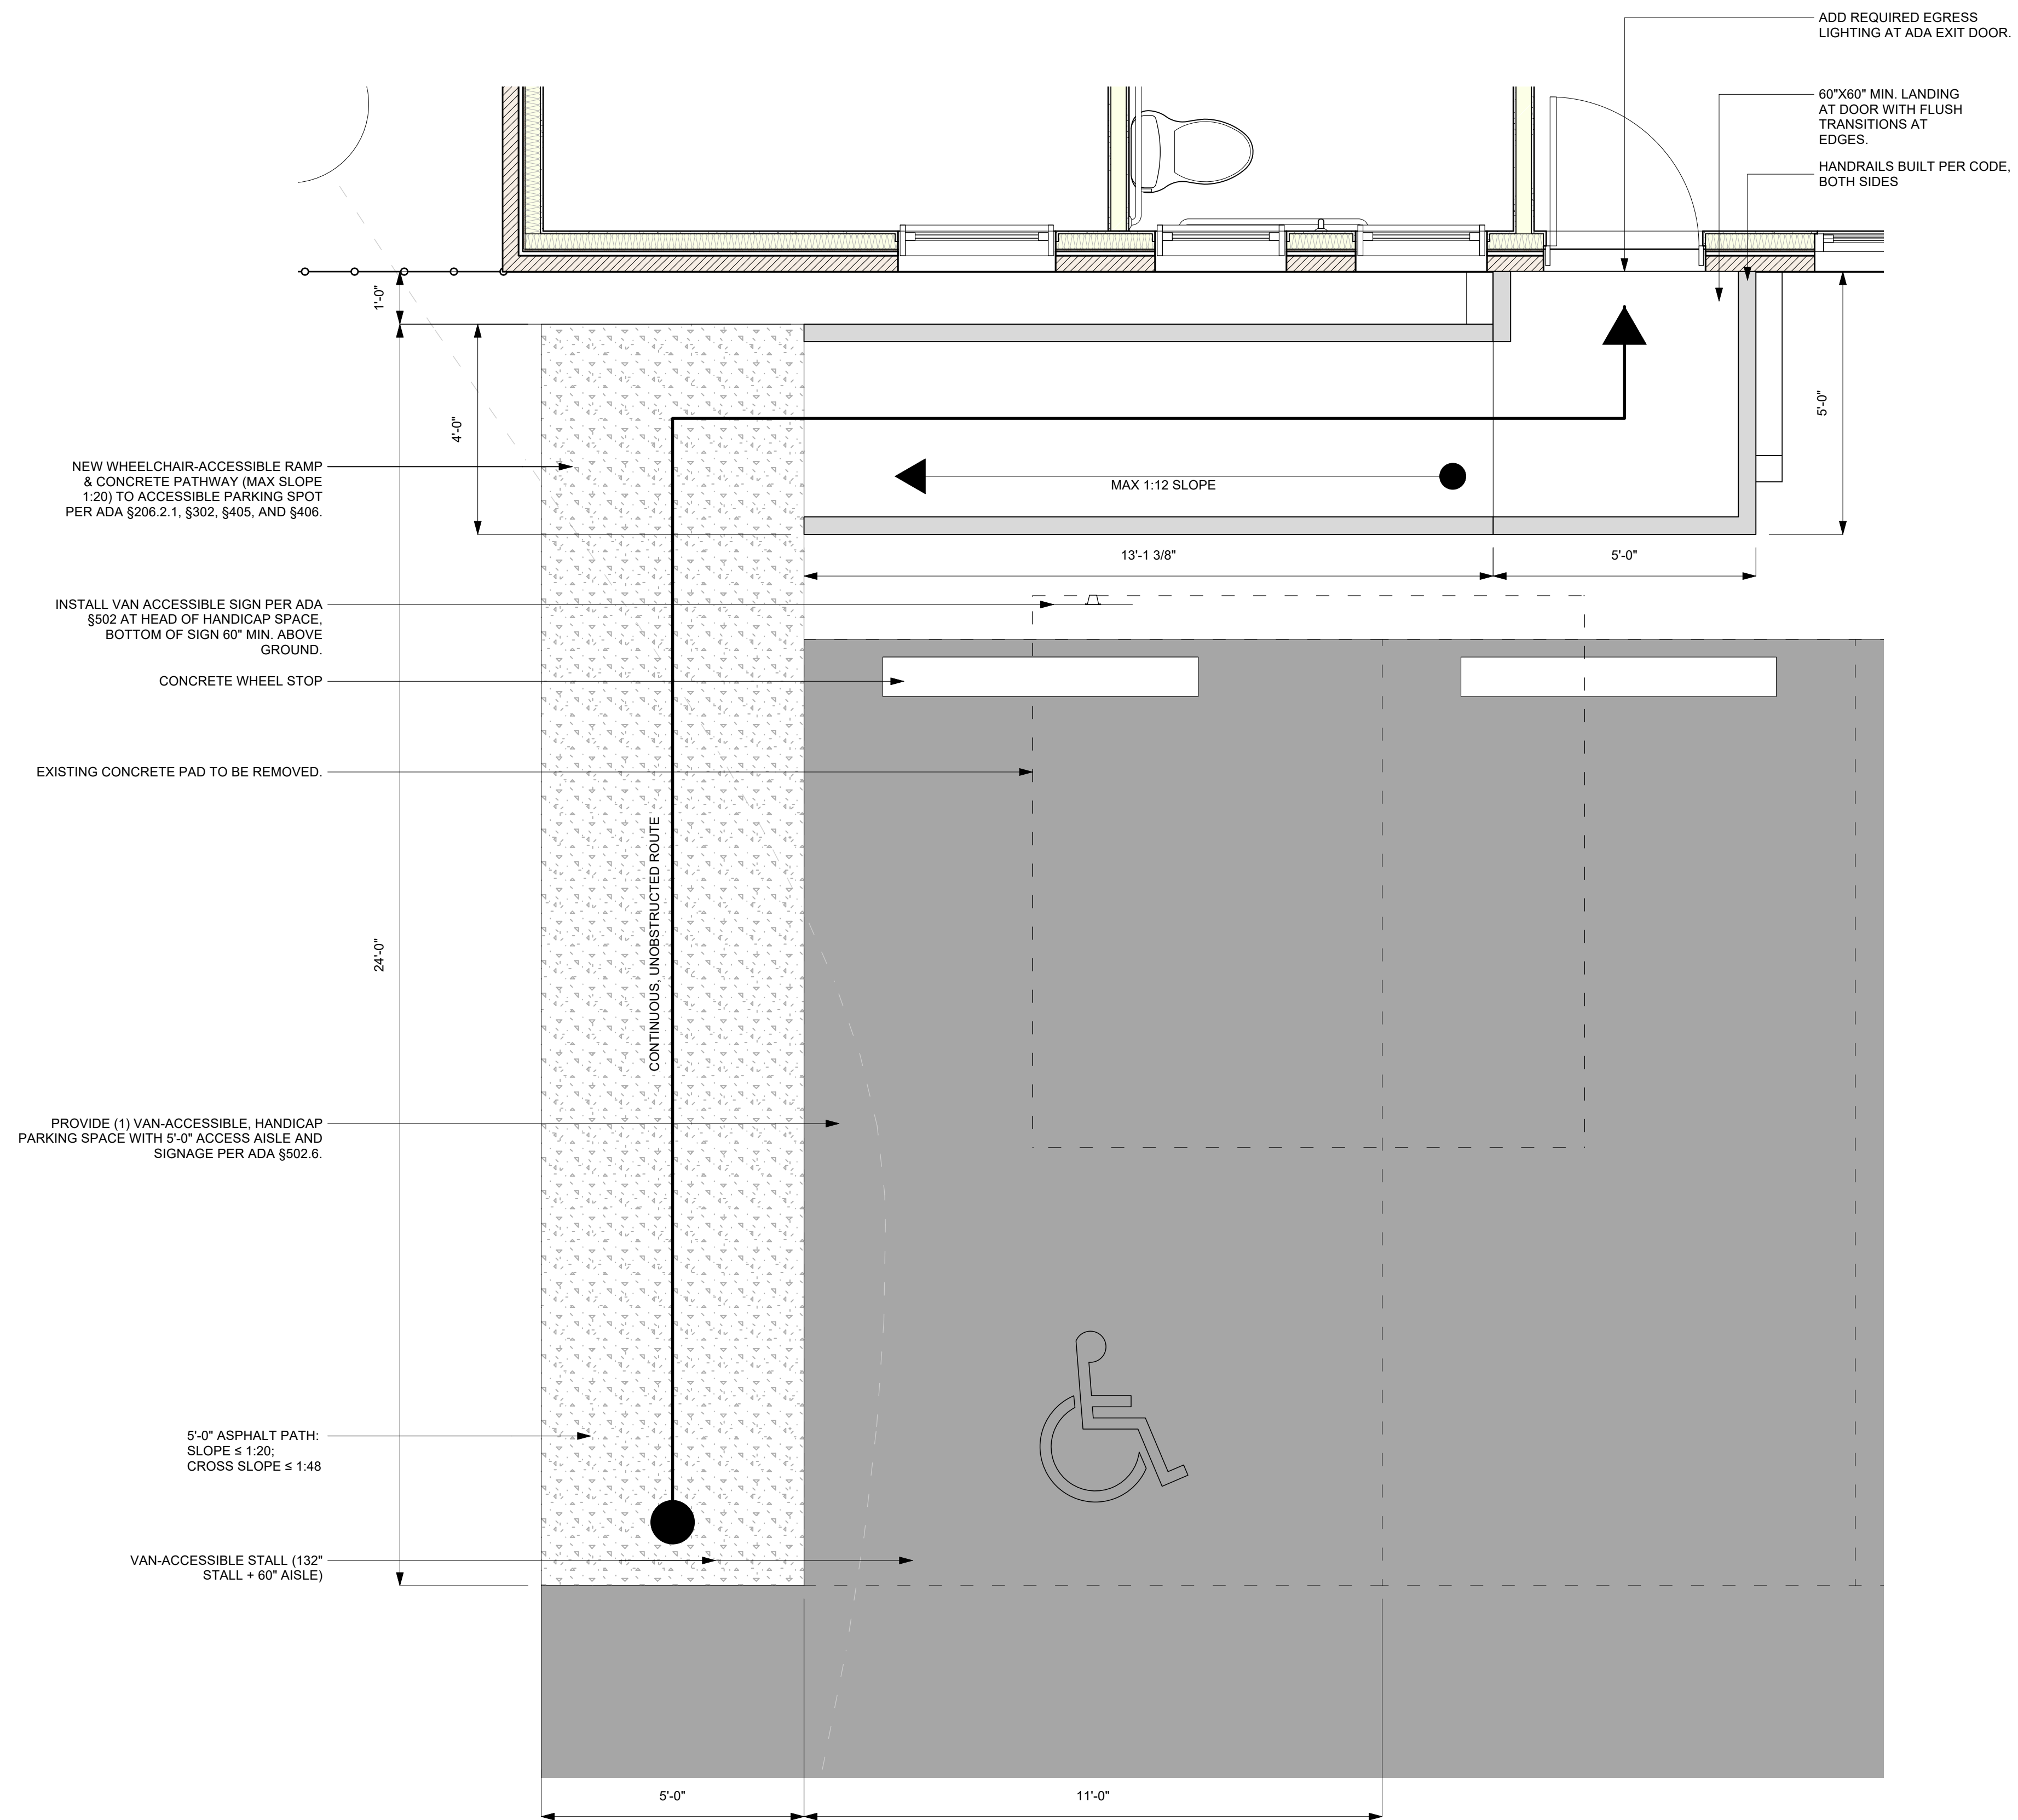 ADD REQUIRED EGRESS
LIGHTING AT ADA EXIT DOOR.
60"X60" MIN. LANDING
AT DOOR WITH FLUSH
TRANSITIONS AT
EDGES.
HANDRAILS BUILT PER CODE,
BOTH SIDES
1'-0"
4'-0"
5'-0"
NEW WHEELCHAIR-ACCESSIBLE RAMP
& CONCRETE PATHWAY (MAX SLOPE
1:20) TO ACCESSIBLE PARKING SPOT
PER ADA §206.2.1, §302, §405, AND §406.
MAX 1:12 SLOPE
13'-1 3/8"
5'-0"
INSTALL VAN ACCESSIBLE SIGN PER ADA
§502 AT HEAD OF HANDICAP SPACE,
BOTTOM OF SIGN 60" MIN. ABOVE
GROUND.
CONCRETE WHEEL STOP
EXISTING CONCRETE PAD TO BE REMOVED.
24'-0"
CONTINUOUS, UNOBSTRUCTED ROUTE
PROVIDE (1) VAN-ACCESSIBLE, HANDICAP
PARKING SPACE WITH 5'-0" ACCESS AISLE AND
SIGNAGE PER ADA §502.6.
5'-0" ASPHALT PATH:
SLOPE ≤ 1:20;
CROSS SLOPE ≤ 1:48
VAN-ACCESSIBLE STALL (132"
STALL + 60" AISLE)
5'-0"
11'-0"